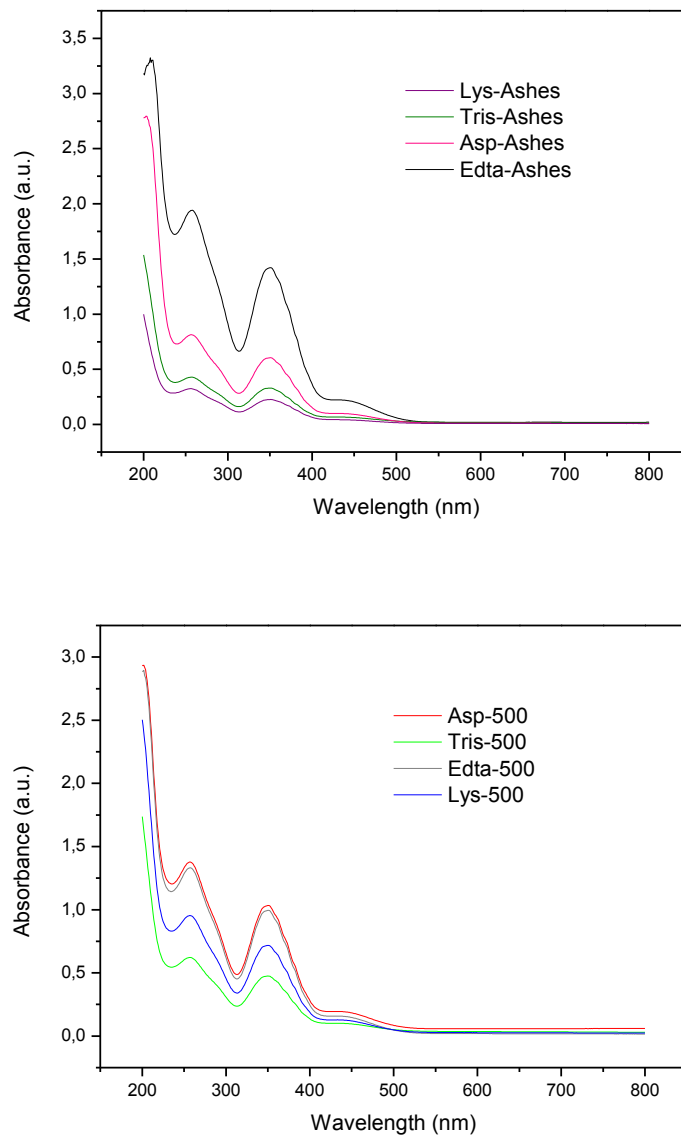 3,5
3,0
2,5
2,0
1,5
1,0
0,5
0,0
Absorbance (a.u.)
Lys-Ashes
Tris-Ashes
Asp-Ashes
Edta-Ashes
200 300 400 500 600 700 800
Wavelength (nm)
3,0
2,5
2,0
1,5
1,0
0,5
0,0
Absorbance (a.u.)
Asp-500
Tris-500
Edta-500
Lys-500
200 300 400 500 600 700 800
Wavelength (nm)